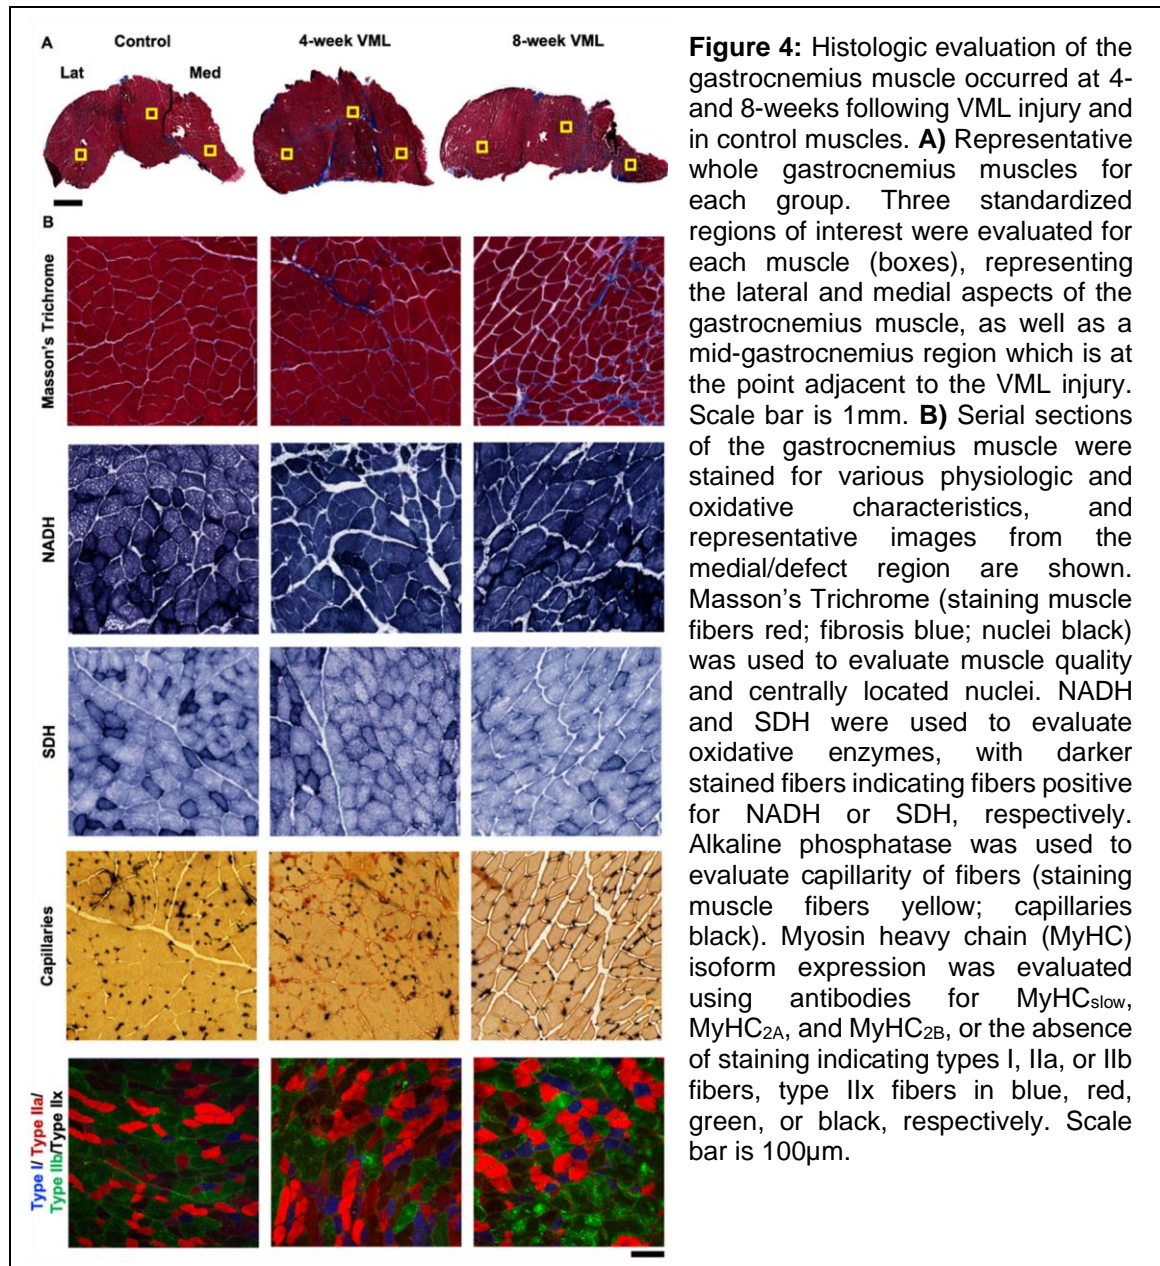 A
Control
4-week VML
8-week VML
Lat
Med
B
Masson's Trichrome
NADH
SDH
Capillaries
Type I/ Type IIa/
Type IIb/Type IIx
Figure 4: Histologic evaluation of the
gastrocnemius muscle occurred at 4-
and 8-weeks following VML injury and
in control muscles. A) Representative
whole gastrocnemius muscles for
each group. Three standardized
regions of interest were evaluated for
each muscle (boxes), representing
the lateral and medial aspects of the
gastrocnemius muscle, as well as a
mid-gastrocnemius region which is at
the point adjacent to the VML injury.
Scale bar is 1mm. B) Serial sections
of the gastrocnemius muscle were
stained for various physiologic and
oxidative characteristics, and
representative images from the
medial/defect region are shown.
Masson's Trichrome (staining muscle
fibers red; fibrosis blue; nuclei black)
was used to evaluate muscle quality
and centrally located nuclei. NADH
and SDH were used to evaluate
oxidative enzymes, with darker
stained fibers indicating fibers positive
for NADH or SDH, respectively.
Alkaline phosphatase was used to
evaluate capillarity of fibers (staining
muscle fibers yellow; capillaries
black). Myosin heavy chain (MyHC)
isoform expression was evaluated
using antibodies for MyHCslow,
MyHC2A, and MyHC2B, or the absence
of staining indicating types I, IIa, or IIb
fibers, type IIx fibers in blue, red,
green, or black, respectively. Scale
bar is 100µm.